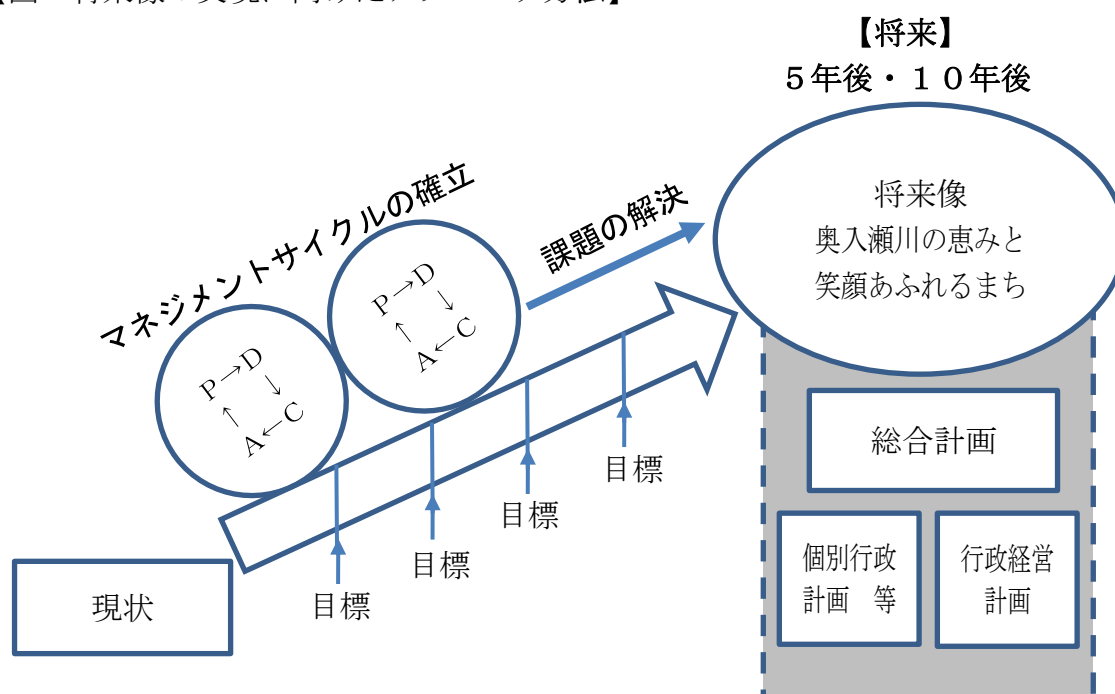 【将来】
５年後・１０年後
将来像
奥入瀬川の恵みと
笑顔あふれるまち
マネジメントサイクルの確立
課題の解決
P→D
↑ ↓
A←C
P→D
↑ ↓
A←C
総合計画
個別行政
計画　等
行政経営
計画
目標
目標
目標
目標
現状